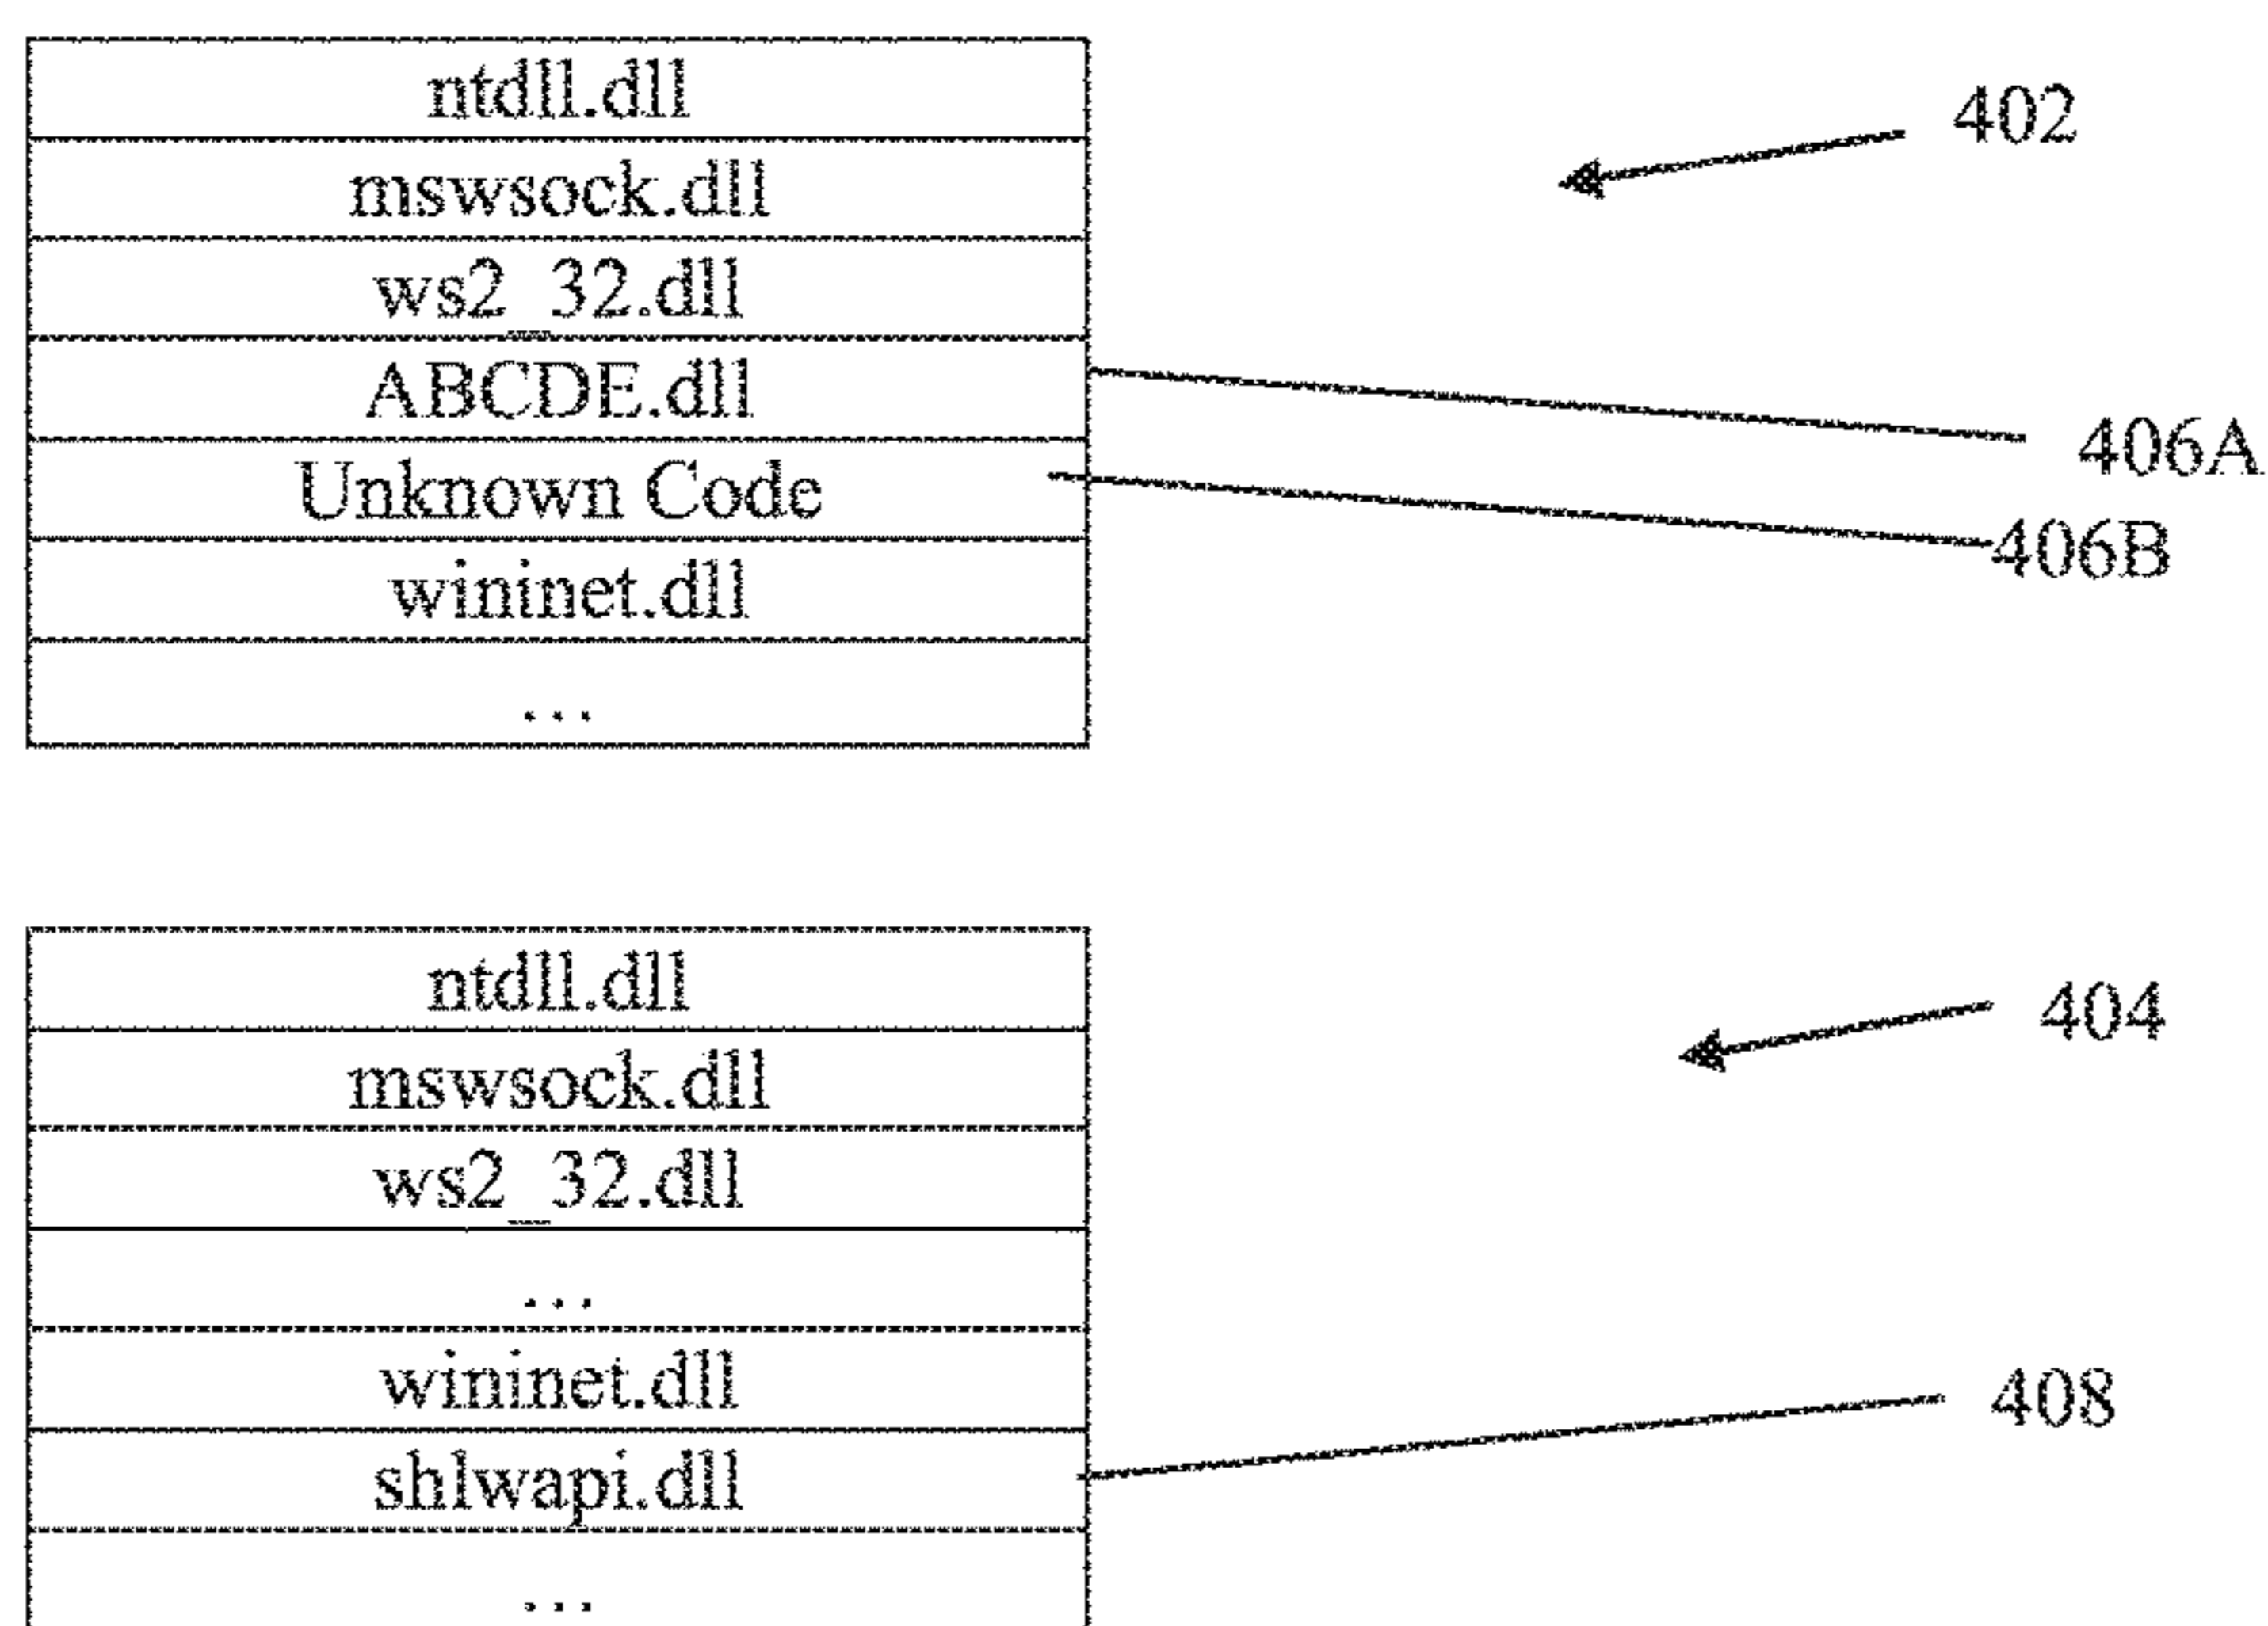 ntdll.dll
402
mswsock.dll
ws2_32.dll
ABCDE.dll
406A
Unknown Code
406B
wininet.dll
...
ntdll.dll
404
mswsock.dll
ws2_32.dll
...
wininet.dll
408
shlwapi.dll
...